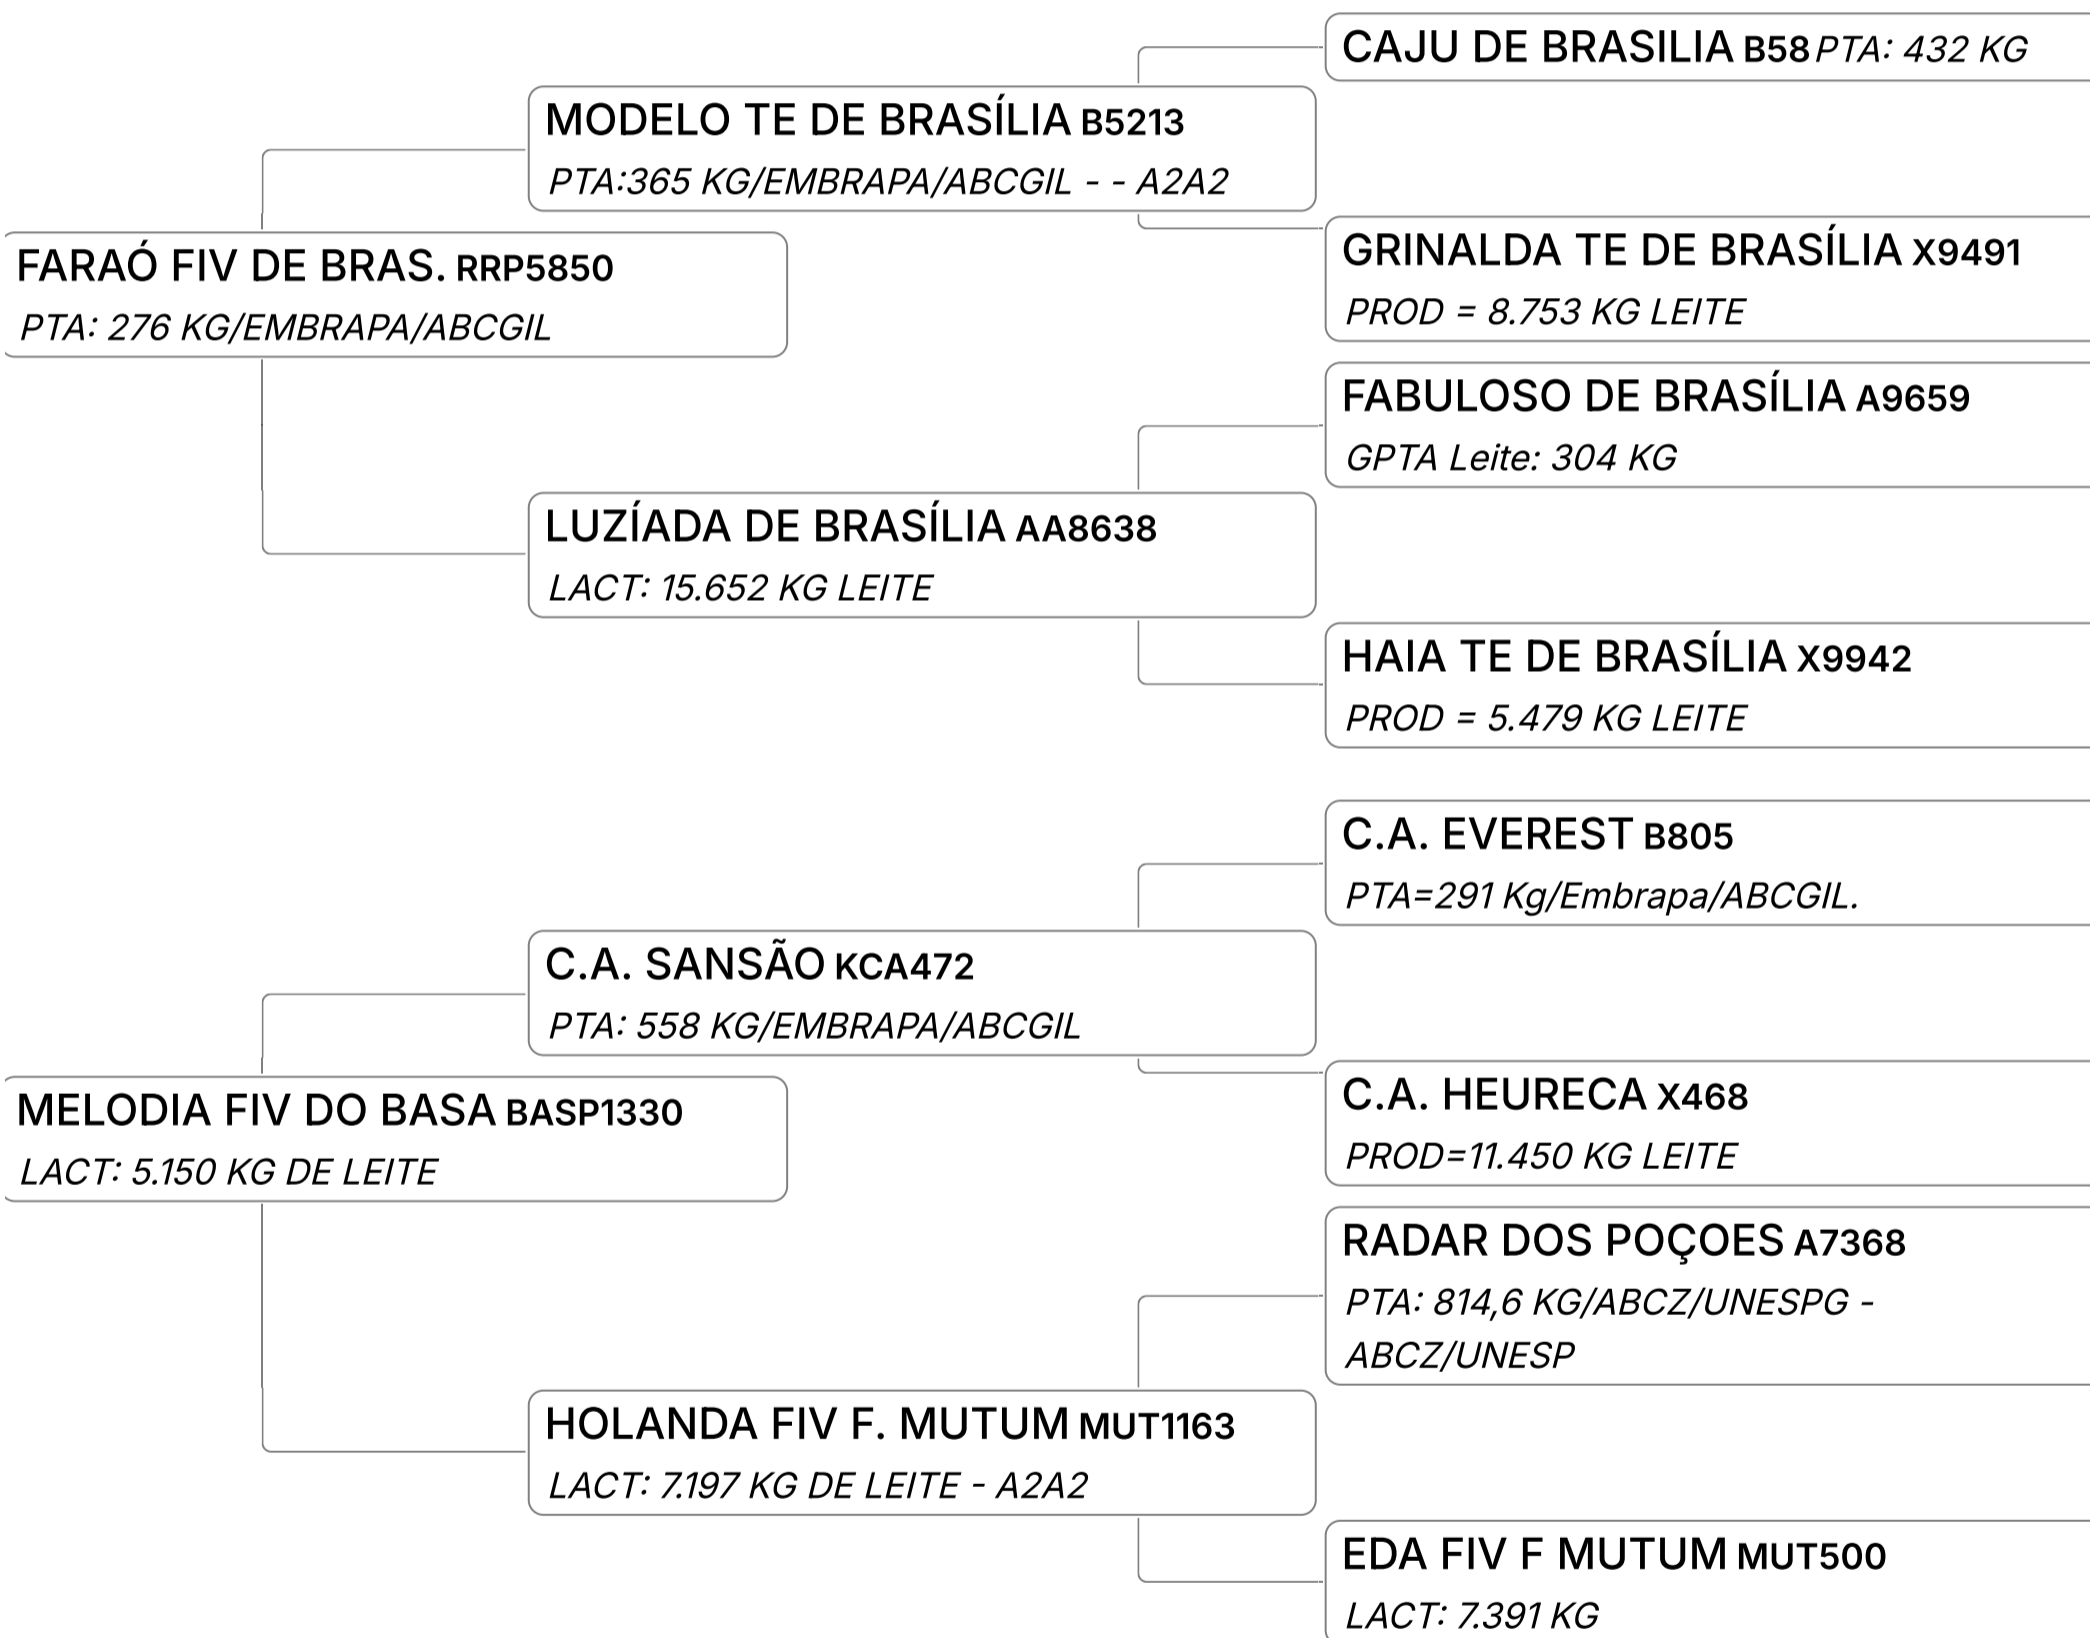 CAJU DE BRASILIA B58 PTA: 432 KG
MODELO TE DE BRASÍLIA B5213
PTA:365 KG/EMBRAPA/ABCGIL - - A2A2
GRINALDA TE DE BRASÍLIA X9491
PROD = 8.753 KG LEITE
FARAÓ FIV DE BRAS. RRP5850
PTA: 276 KG/EMBRAPA/ABCGIL
FABULOSO DE BRASÍLIA A9659
GPTA Leite: 304 KG
LUZÍADA DE BRASÍLIA AA8638
LACT: 15.652 KG LEITE
HAIA TE DE BRASÍLIA X9942
PROD = 5.479 KG LEITE
C.A. EVEREST B805
PTA=291 Kg/Embrapa/ABCGIL.
C.A. SANSÃO KCA472
PTA: 558 KG/EMBRAPA/ABCGIL
C.A. HEURECA X468
PROD=11.450 KG LEITE
MELODIA FIV DO BASA BASP1330
LACT: 5.150 KG DE LEITE
RADAR DOS POÇOES A7368
PTA: 814,6 KG/ABCZ/UNESPG -
ABCZ/UNESP
HOLANDA FIV F. MUTUM MUT1163
LACT: 7.197 KG DE LEITE - A2A2
EDA FIV F MUTUM MUT500
LACT: 7.391 KG